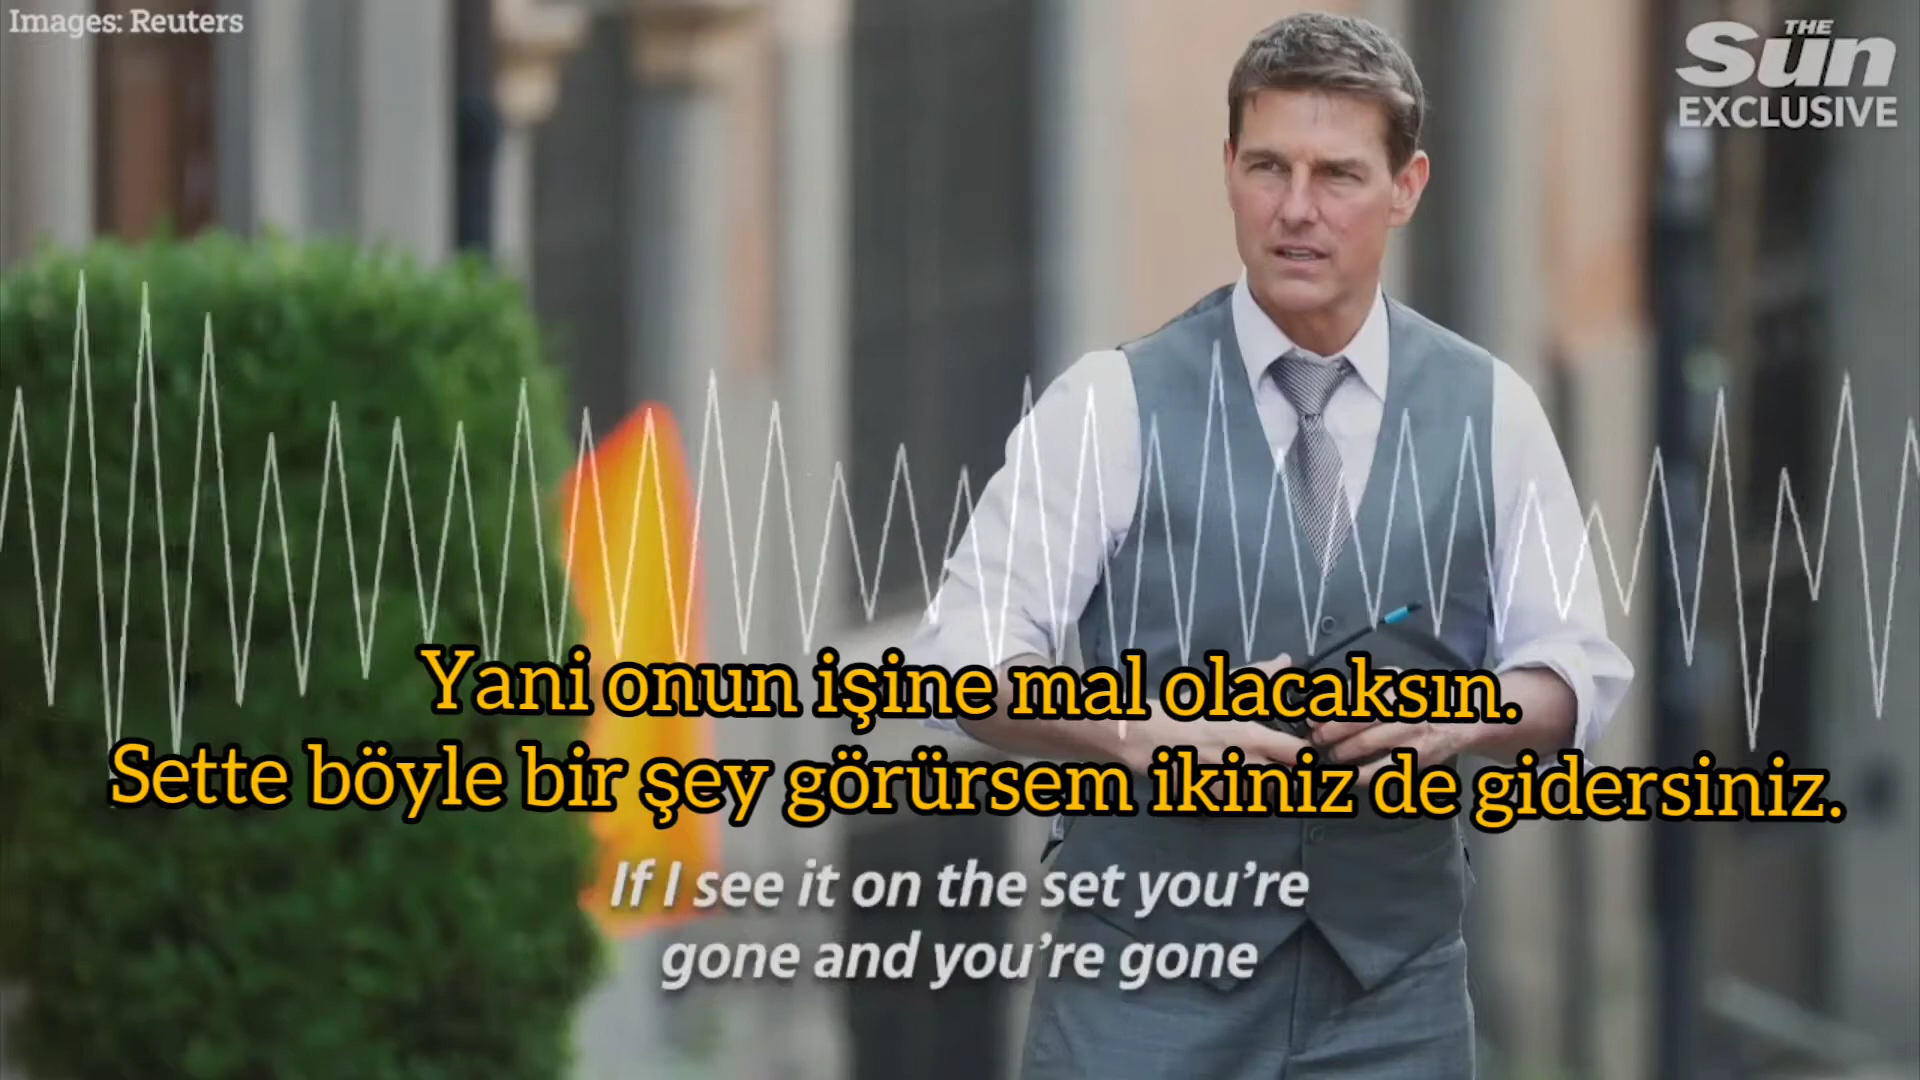 Images: Reuters
THE
Sun
EXCLUSIVE
Yani onun işine mal olacaksın.
Sette böyle bir şey görürsem ikiniz de gidersiniz.
If I see it on the set you're
gone and you're gone